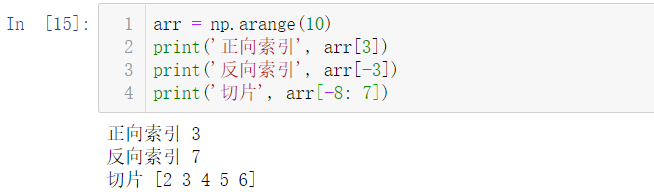 In [15]:
1 arr = np.arange(10)
2 print('正向索引', arr[3])
3 print('反向索引', arr[-3])
4 print('切片', arr[-8: 7])
正向索引 3
反向索引 7
切片 [2 3 4 5 6]